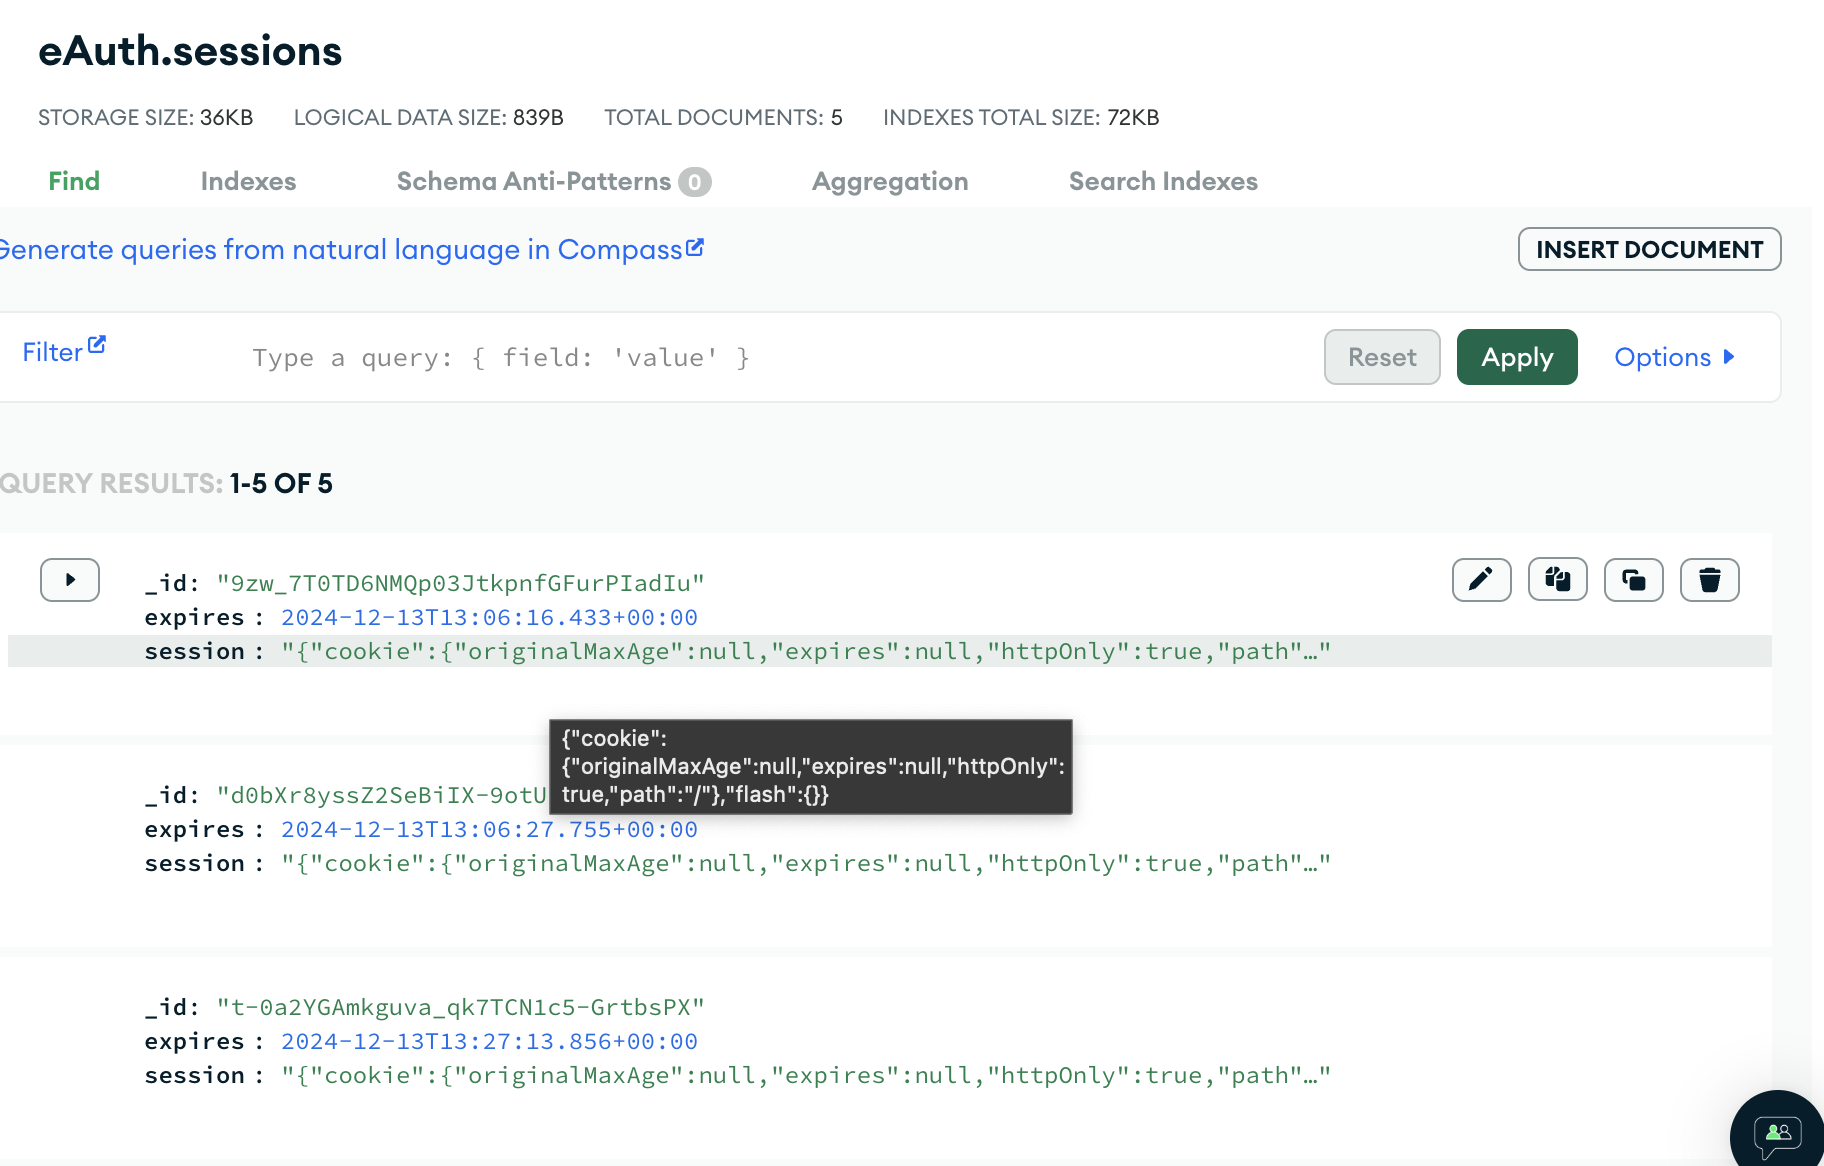 eAuth.sessions
STORAGE SIZE: 36KB LOGICAL DATA SIZE: 839B TOTAL DOCUMENTS: 5 INDEXES TOTAL SIZE: 72KB
Find Indexes Schema Anti-Patterns 0 Aggregation Search Indexes
Generate queries from natural language in Compass
INSERT DOCUMENT
Filter Type a query: { field: 'value' } Reset Apply Options
QUERY RESULTS: 1-5 OF 5
_id: "9zw_7T0TD6NMQp03JtkpnfGFurPIadIu"
expires: 2024-12-13T13:06:16.433+00:00
session: "{"cookie":{"originalMaxAge":null,"expires":null,"httpOnly":true,"path"…"
{"cookie":
{"originalMaxAge":null,"expires":null,"httpOnly":
true,"path":"/"},"flash":{}}
_id: "d0bXr8yssZ2SeBiIX-9otU
expires: 2024-12-13T13:06:27.755+00:00
session: "{"cookie":{"originalMaxAge":null,"expires":null,"httpOnly":true,"path"…"
_id: "t-0a2YGAmkguva_qk7TCN1c5-GrtbsPX"
expires: 2024-12-13T13:27:13.856+00:00
session: "{"cookie":{"originalMaxAge":null,"expires":null,"httpOnly":true,"path"…"